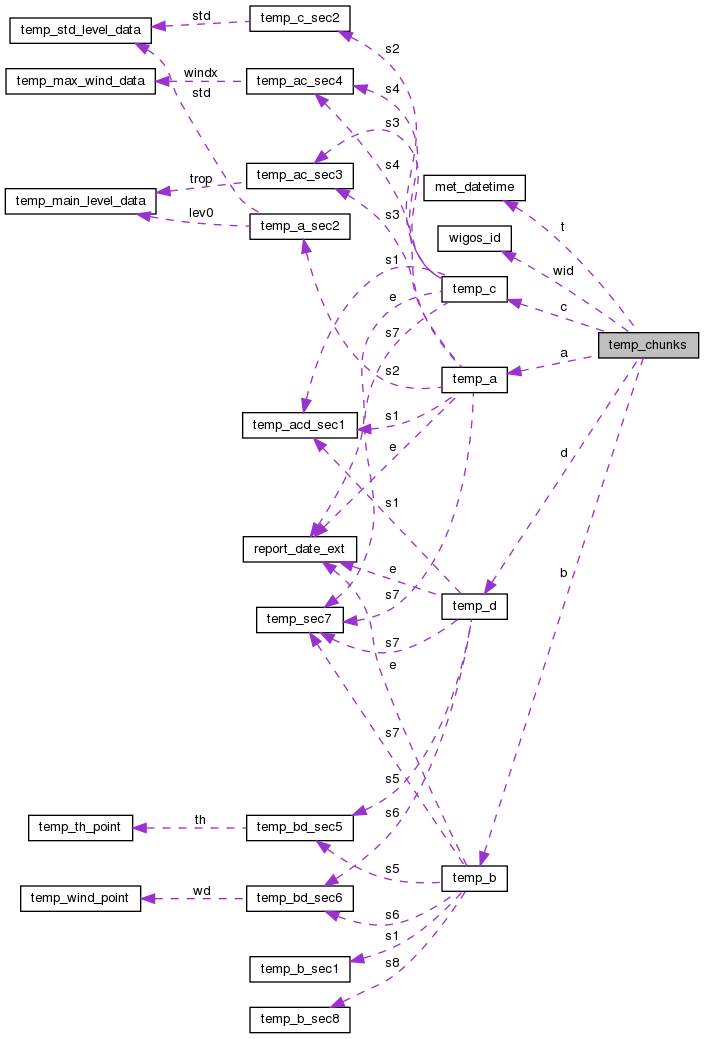 std
temp_c_sec2
temp_std_level_data
s2
windx
temp_max_wind_data
temp_ac_sec4
s4
std
s3
s4
trop
temp_ac_sec3
met_datetime
temp_main_level_data
lev0
s3
temp_a_sec2
t
wigos_id
s1
wid
temp_c
e
c
s7
temp_chunks
a
s2
temp_a
s1
temp_acd_sec1
e
d
s1
report_date_ext
e
b
s7
temp_d
temp_sec7
s7
e
s7
s5
s6
th
temp_th_point
temp_bd_sec5
s5
temp_b
wd
temp_wind_point
temp_bd_sec6
s6
s1
s8
temp_b_sec1
temp_b_sec8